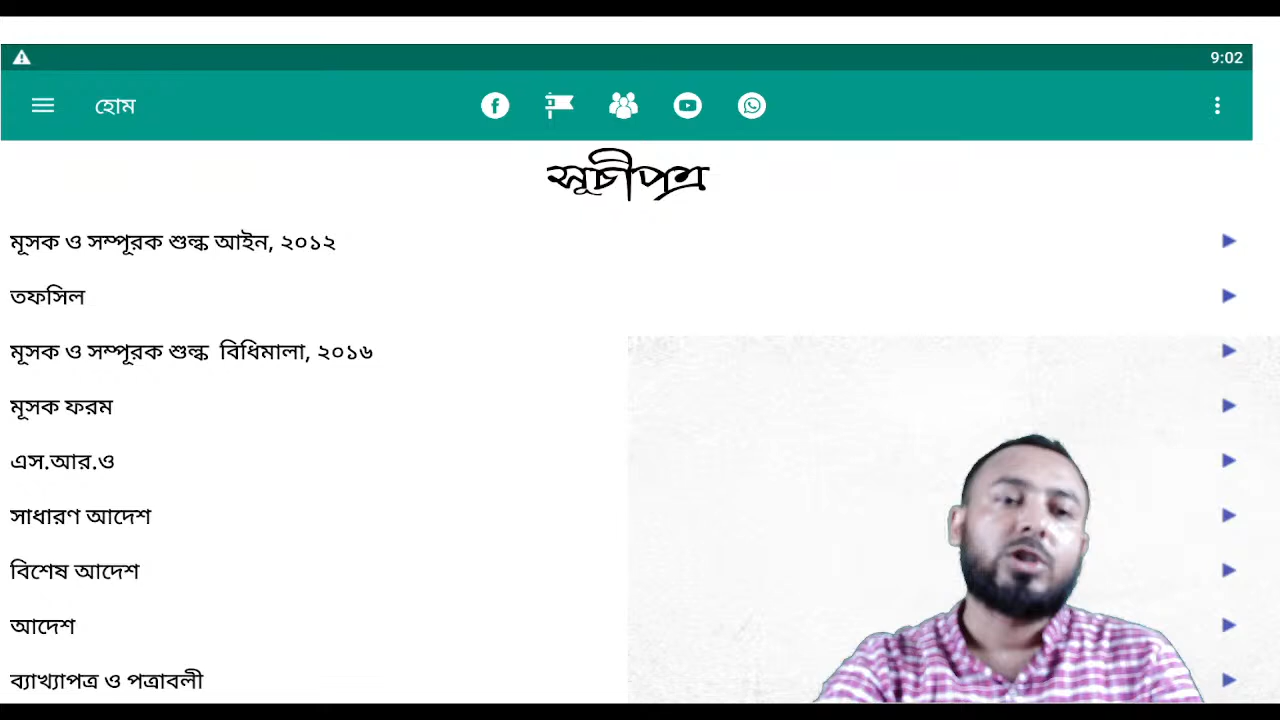 9:02
হোম
সূচীপত্র
মূসক ও সম্পূরক শুল্ক আইন, ২০১২
তফসিল
মূসক ও সম্পূরক শুল্ক বিধিমালা, ২০১৬
মূসক ফরম
এস.আর.ও
সাধারণ আদেশ
বিশেষ আদেশ
আদেশ
ব্যাখ্যাপত্র ও পত্রাবলী